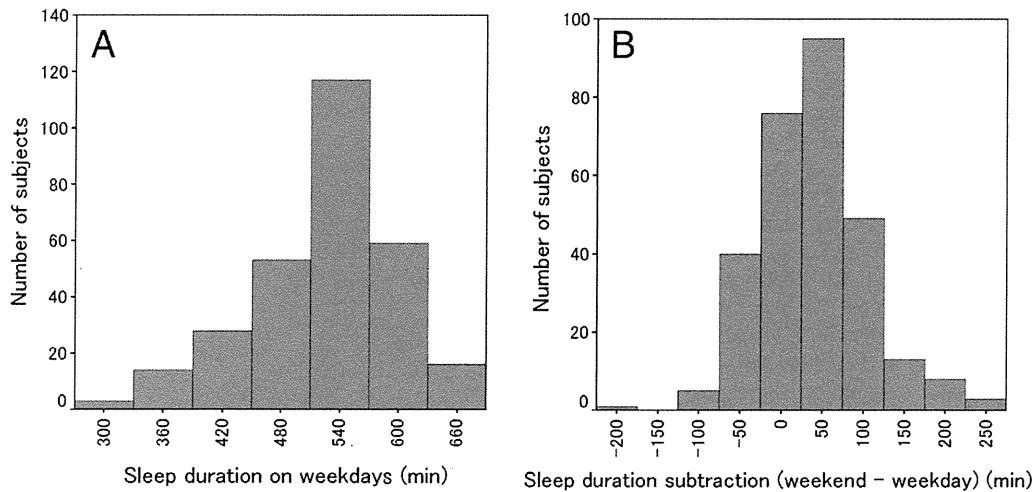 A
Number of subjects
140
120
100
80
60
40
20
0
300 360 420 480 540 600 660
Sleep duration on weekdays (min)
B
Number of subjects
100
80
60
40
20
0
-200 -150 -100 -50 0 50 100 150 200 250
Sleep duration subtraction (weekend - weekday) (min)